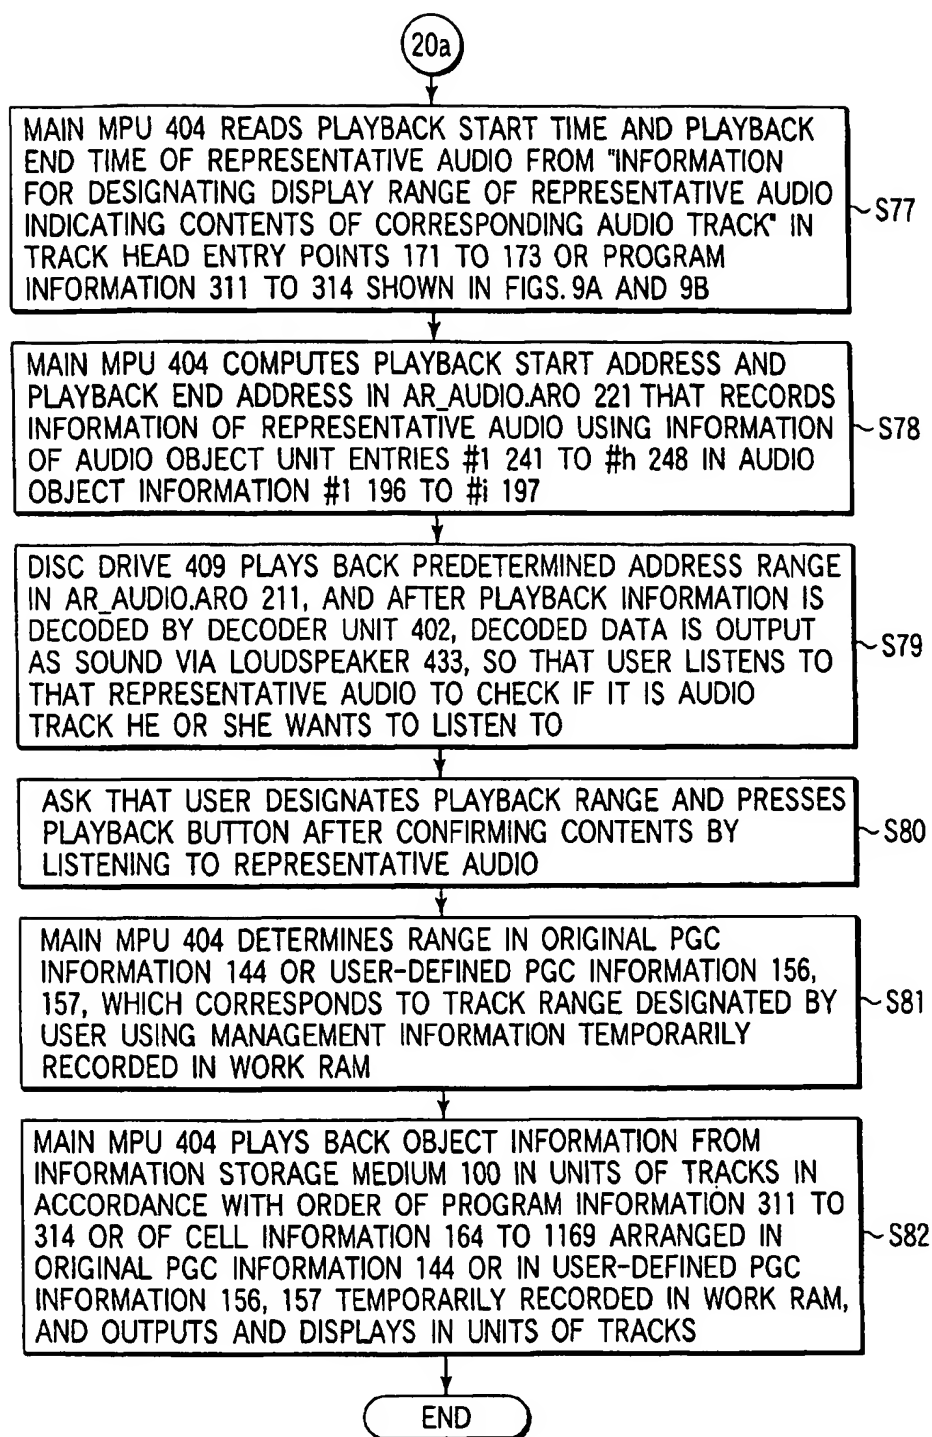 20a
MAIN MPU 404 READS PLAYBACK START TIME AND PLAYBACK
END TIME OF REPRESENTATIVE AUDIO FROM "INFORMATION
FOR DESIGNATING DISPLAY RANGE OF REPRESENTATIVE AUDIO
INDICATING CONTENTS OF CORRESPONDING AUDIO TRACK" IN
TRACK HEAD ENTRY POINTS 171 TO 173 OR PROGRAM
INFORMATION 311 TO 314 SHOWN IN FIGS. 9A AND 9B
S77
MAIN MPU 404 COMPUTES PLAYBACK START ADDRESS AND
PLAYBACK END ADDRESS IN AR_AUDIO.ARO 221 THAT RECORDS
INFORMATION OF REPRESENTATIVE AUDIO USING INFORMATION
OF AUDIO OBJECT UNIT ENTRIES #1 241 TO #h 248 IN AUDIO
OBJECT INFORMATION #1 196 TO #i 197
S78
DISC DRIVE 409 PLAYS BACK PREDETERMINED ADDRESS RANGE
IN AR_AUDIO.ARO 211, AND AFTER PLAYBACK INFORMATION IS
DECODED BY DECODER UNIT 402, DECODED DATA IS OUTPUT
AS SOUND VIA LOUDSPEAKER 433, SO THAT USER LISTENS TO
THAT REPRESENTATIVE AUDIO TO CHECK IF IT IS AUDIO
TRACK HE OR SHE WANTS TO LISTEN TO
S79
ASK THAT USER DESIGNATES PLAYBACK RANGE AND PRESSES
PLAYBACK BUTTON AFTER CONFIRMING CONTENTS BY
LISTENING TO REPRESENTATIVE AUDIO
S80
MAIN MPU 404 DETERMINES RANGE IN ORIGINAL PGC
INFORMATION 144 OR USER-DEFINED PGC INFORMATION 156,
157, WHICH CORRESPONDS TO TRACK RANGE DESIGNATED BY
USER USING MANAGEMENT INFORMATION TEMPORARILY
RECORDED IN WORK RAM
S81
MAIN MPU 404 PLAYS BACK OBJECT INFORMATION FROM
INFORMATION STORAGE MEDIUM 100 IN UNITS OF TRACKS IN
ACCORDANCE WITH ORDER OF PROGRAM INFORMATION 311 TO
314 OR OF CELL INFORMATION 164 TO 1169 ARRANGED IN
ORIGINAL PGC INFORMATION 144 OR IN USER-DEFINED PGC
INFORMATION 156, 157 TEMPORARILY RECORDED IN WORK RAM,
AND OUTPUTS AND DISPLAYS IN UNITS OF TRACKS
S82
END